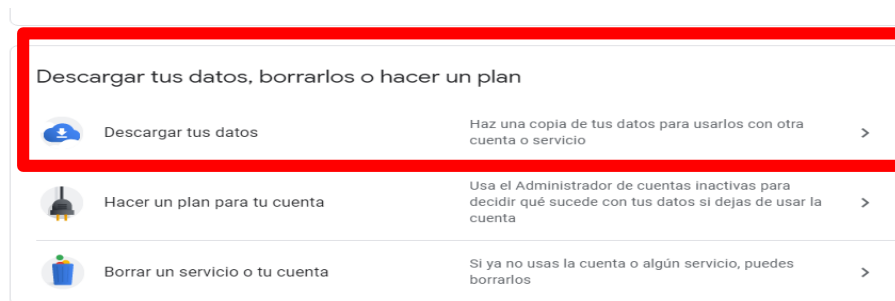 Descargar tus datos, borrarlos o hacer un plan
Descargar tus datos
Haz una copia de tus datos para usarlos con otra
cuenta o servicio
Hacer un plan para tu cuenta
Usa el Administrador de cuentas inactivas para
decidir qué sucede con tus datos si dejas de usar la
cuenta
Borrar un servicio o tu cuenta
Si ya no usas la cuenta o algún servicio, puedes
borrarlos